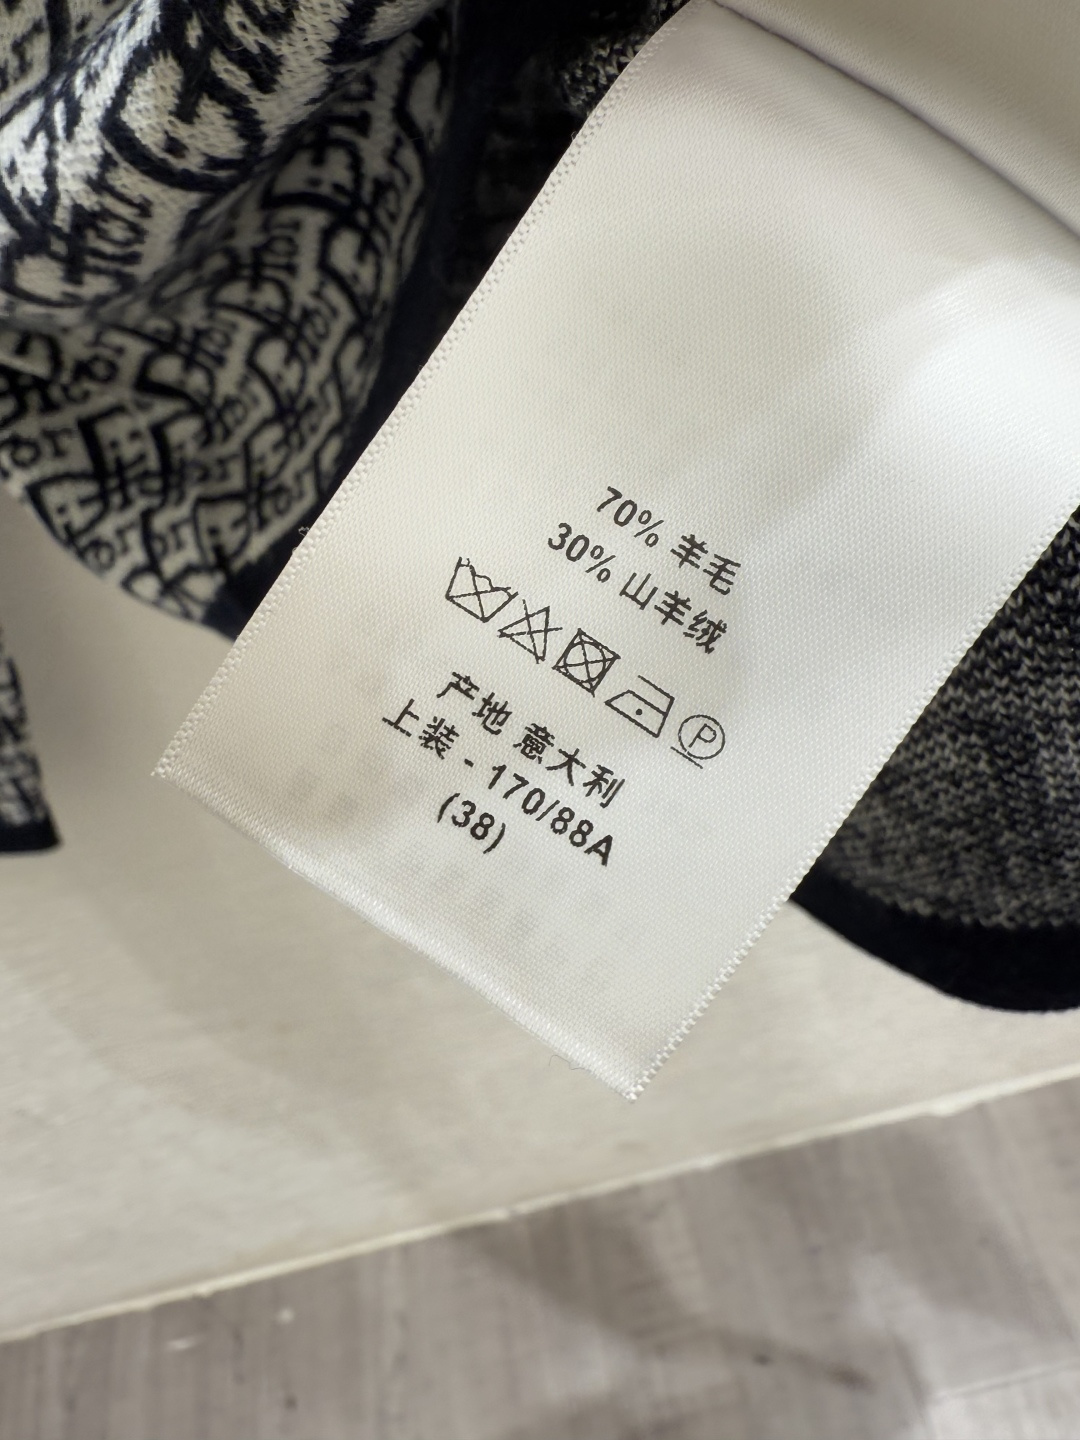 70% 羊毛
30% 山羊绒
P
产地 意大利
上装 - 170/88A
(38)